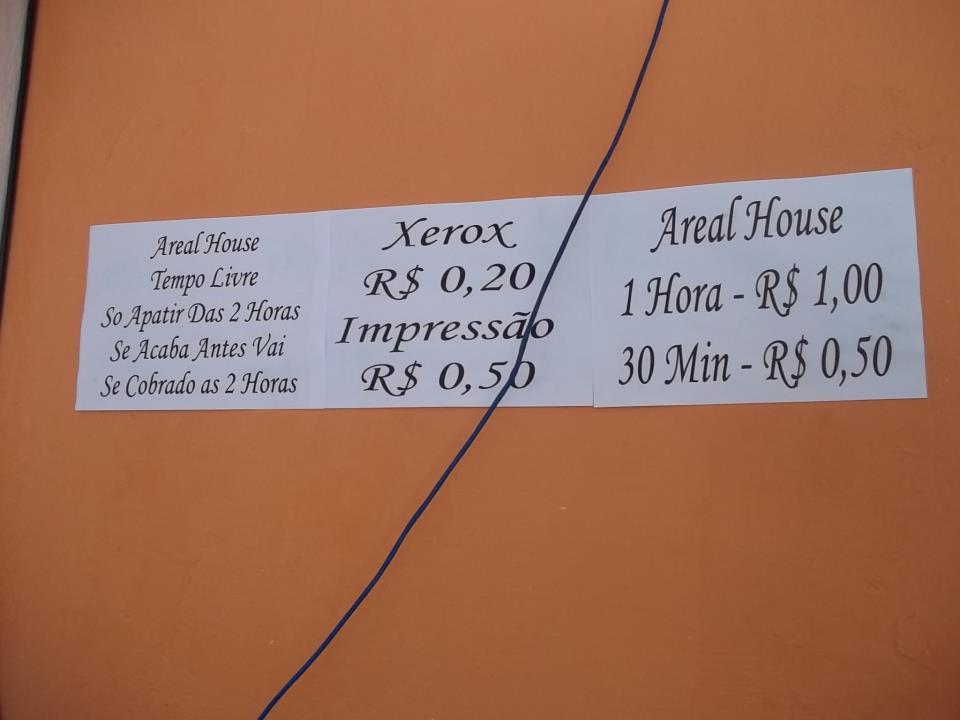 Areal House
Tempo Livre
So Apatir Das 2 Horas
Se Acaba Antes Vai
Se Cobrado as 2 Horas
Xerox
R$ 0,20
Impressão
R$ 0,50
Areal House
1 Hora - R$ 1,00
30 Min - R$ 0,50